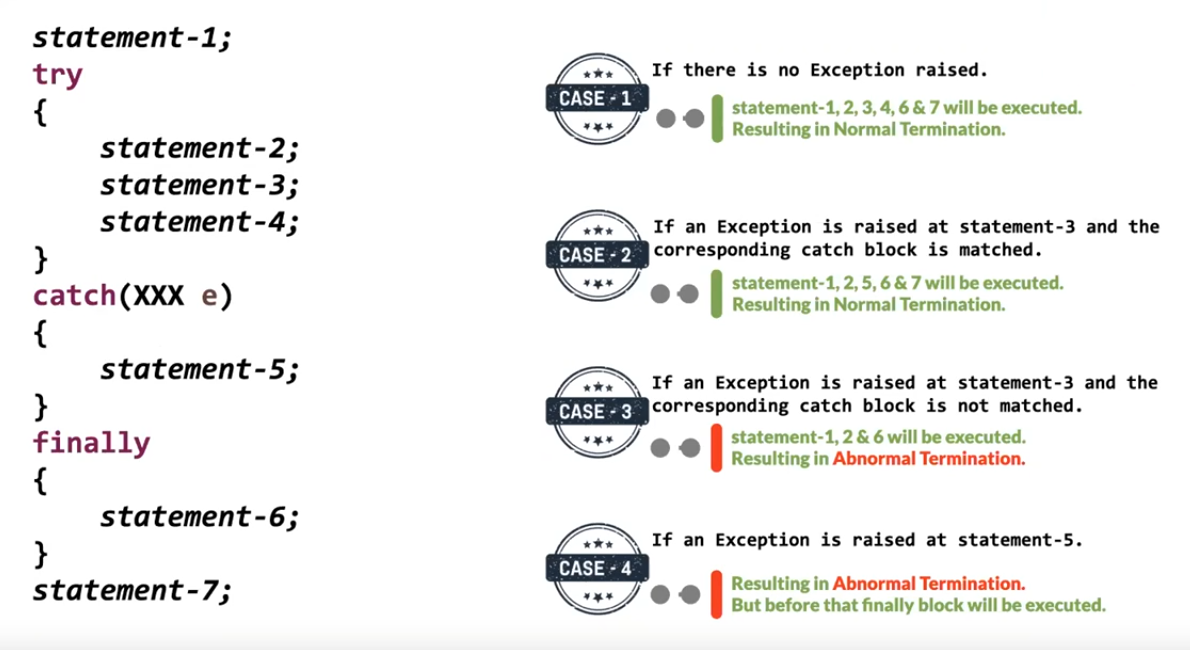 statement-1;
try
{
statement-2;
statement-3;
statement-4;
}
catch(XXX e)
{
statement-5;
}
finally
{
statement-6;
}
statement-7;
CASE - 1
If there is no Exception raised.
statement-1, 2, 3, 4, 6 & 7 will be executed.
Resulting in Normal Termination.
CASE - 2
If an Exception is raised at statement-3 and the
corresponding catch block is matched.
statement-1, 2, 5, 6 & 7 will be executed.
Resulting in Normal Termination.
CASE - 3
If an Exception is raised at statement-3 and the
corresponding catch block is not matched.
statement-1, 2 & 6 will be executed.
Resulting in Abnormal Termination.
CASE - 4
If an Exception is raised at statement-5.
Resulting in Abnormal Termination.
But before that finally block will be executed.